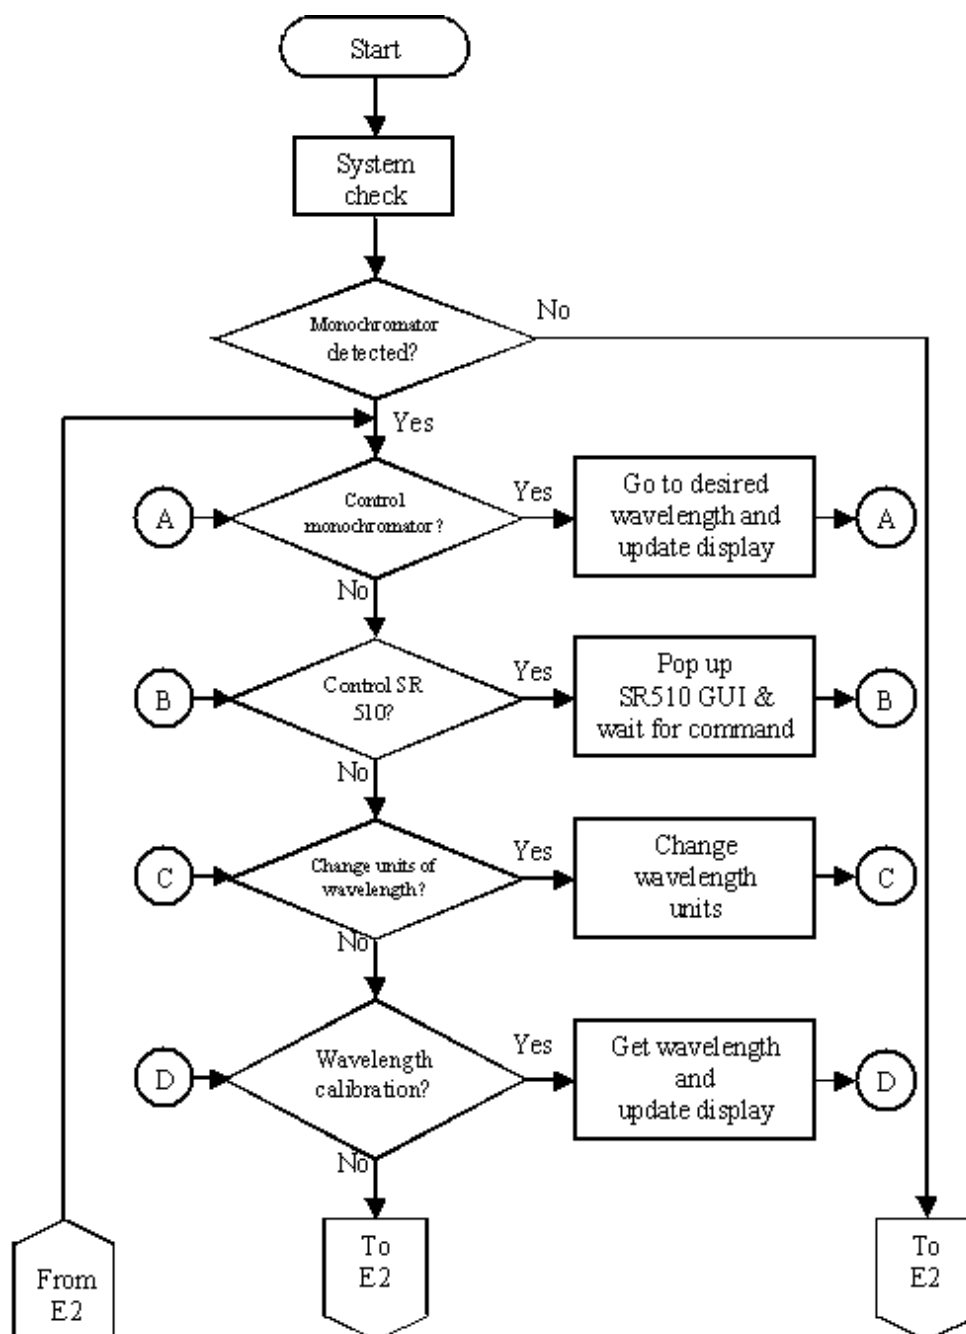 Start
System
check
Monochromator
detected?
No
Yes
A
Control
monochromator?
Yes
Go to desired
wavelength and
update display
A
No
B
Control SR
510?
Yes
Pop up
SR510 GUI &
wait for command
B
No
C
Change units of
wavelength?
Yes
Change
wavelength
units
C
No
D
Wavelength
calibration?
Yes
Get wavelength
and
update display
D
No
From
E2
To
E2
To
E2